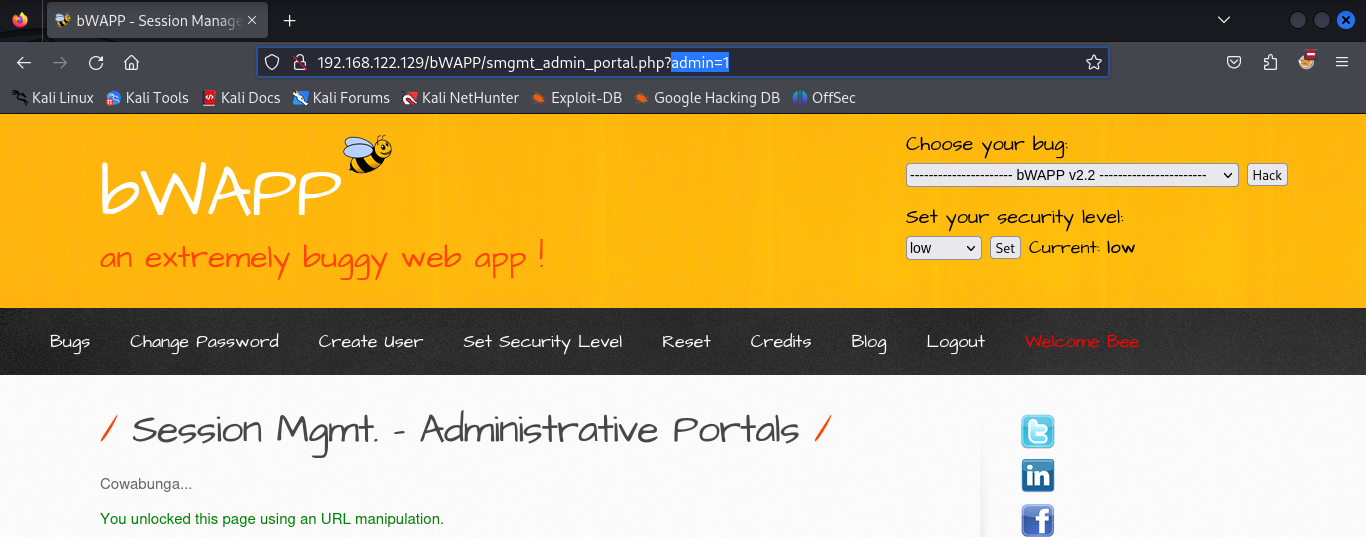 bWAPP - Session Manage
192.168.122.129/bWAPP/smgmt_admin_portal.php?admin=1
Kali Linux Kali Tools Kali Docs Kali Forums Kali NetHunter Exploit-DB Google Hacking DB OffSec
bWAPP
an extremely buggy web app !
Choose your bug:
---------------------- bWAPP v2.2 ----------------------- Hack
Set your security level:
low Set Current: low
Bugs Change Password Create User Set Security Level Reset Credits Blog Logout Welcome Bee
/ Session Mgmt. - Administrative Portals /
Cowabunga...
You unlocked this page using an URL manipulation.